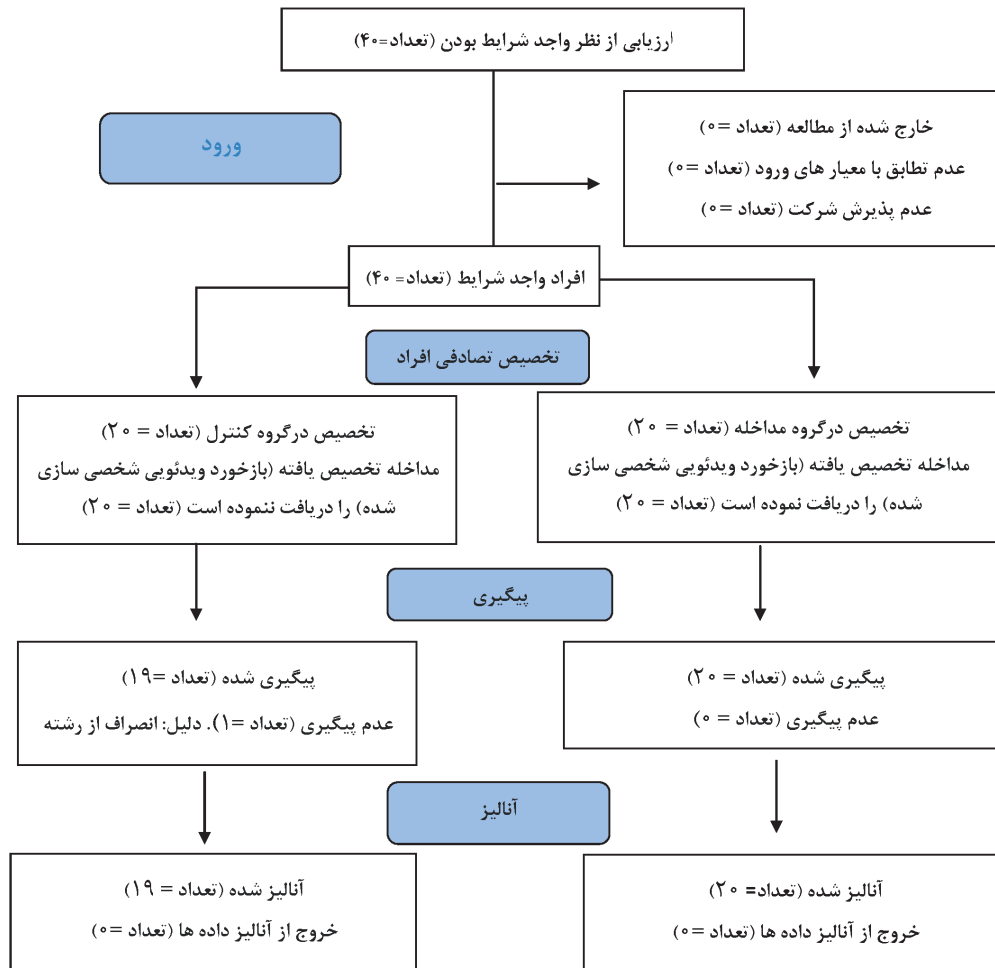 ارزیابی از نظر واجد شرایط بودن (تعداد=۴۰)
ورود
خارج شده از مطالعه (تعداد =۰)
عدم تطابق با معیار های ورود (تعداد =۰)
عدم پذیرش شرکت (تعداد =۰)
افراد واجد شرایط (تعداد= ۴۰)
تخصیص تصادفی افراد
تخصیص درگروه مداخله (تعداد = ۲۰)
مداخله تخصیص یافته (بازخورد ویدئویی شخصی سازی
شده) را دریافت نموده است (تعداد = ۲۰)
تخصیص درگروه کنترل (تعداد = ۲۰)
مداخله تخصیص یافته (بازخورد ویدئویی شخصی سازی
شده) را دریافت ننموده است (تعداد = ۲۰)
پیگیری
پیگیری شده (تعداد = ۲۰)
عدم پیگیری (تعداد = ۰)
پیگیری شده (تعداد =۱۹)
عدم پیگیری (تعداد =۱). دلیل: انصراف از رشته
آنالیز
آنالیز شده (تعداد= ۲۰)
خروج از آنالیز داده ها (تعداد =۰)
آنالیز شده (تعداد = ۱۹)
خروج از آنالیز داده ها (تعداد =۰)